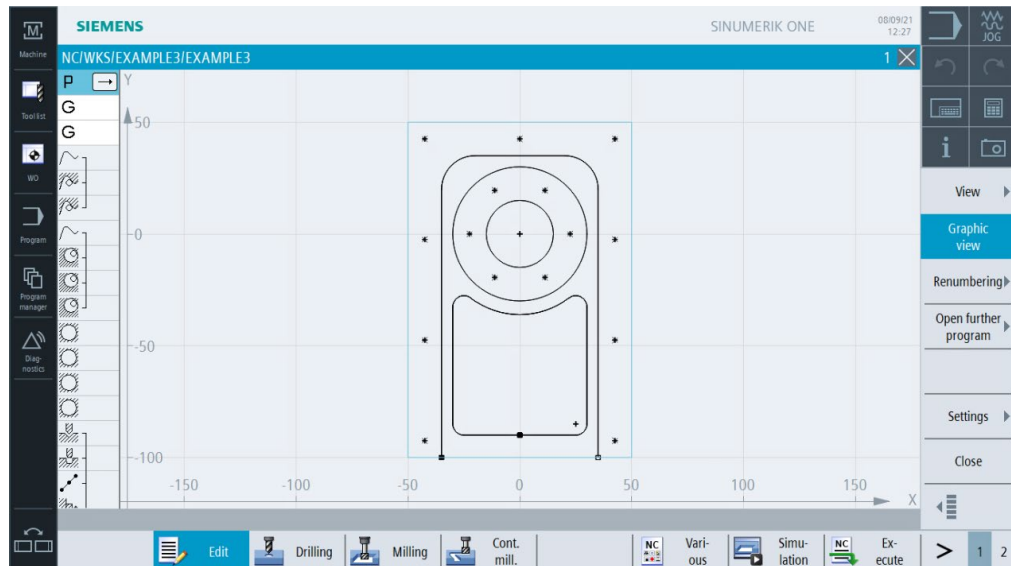 SIEMENS
SINUMERIK ONE
08/09/21
12:27
JOG
M
Machine
NC/WKS/EXAMPLE3/EXAMPLE3
1
P
Y
G
G
Tool list
WO
Program
Program
manager
Diag-
nostics
50
0
-50
-100
-150
-100
-50
0
50
100
150
X
View
Graphic
view
Renumbering
Open further
program
Settings
Close
Edit
Drilling
Milling
Cont.
mill.
NC
Vari-
ous
Simu-
lation
NC
Ex-
ecute
>
1
2